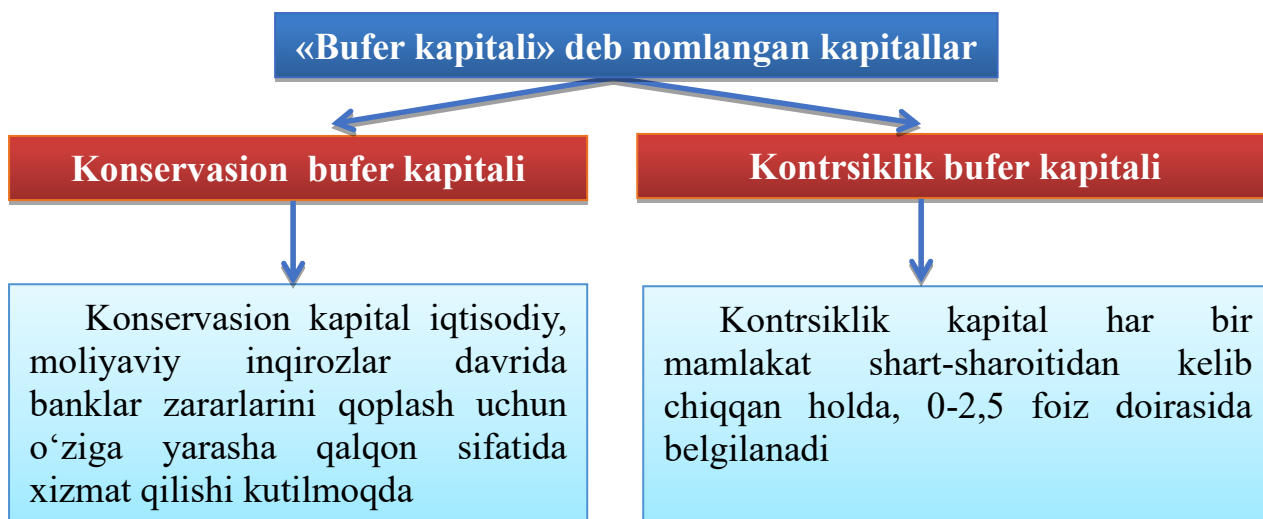 «Bufer kapitali» deb nomlangan kapitallar
Konservasion bufer kapitali
Kontrsiklik bufer kapitali
Konservasion kapital iqtisodiy,
moliyaviy inqirozlar davrida
banklar zararlarini qoplash uchun
o‘ziga yarasha qalqon sifatida
xizmat qilishi kutilmoqda
Kontrsiklik kapital har bir
mamlakat shart-sharoitidan kelib
chiqqan holda, 0-2,5 foiz doirasida
belgilanadi